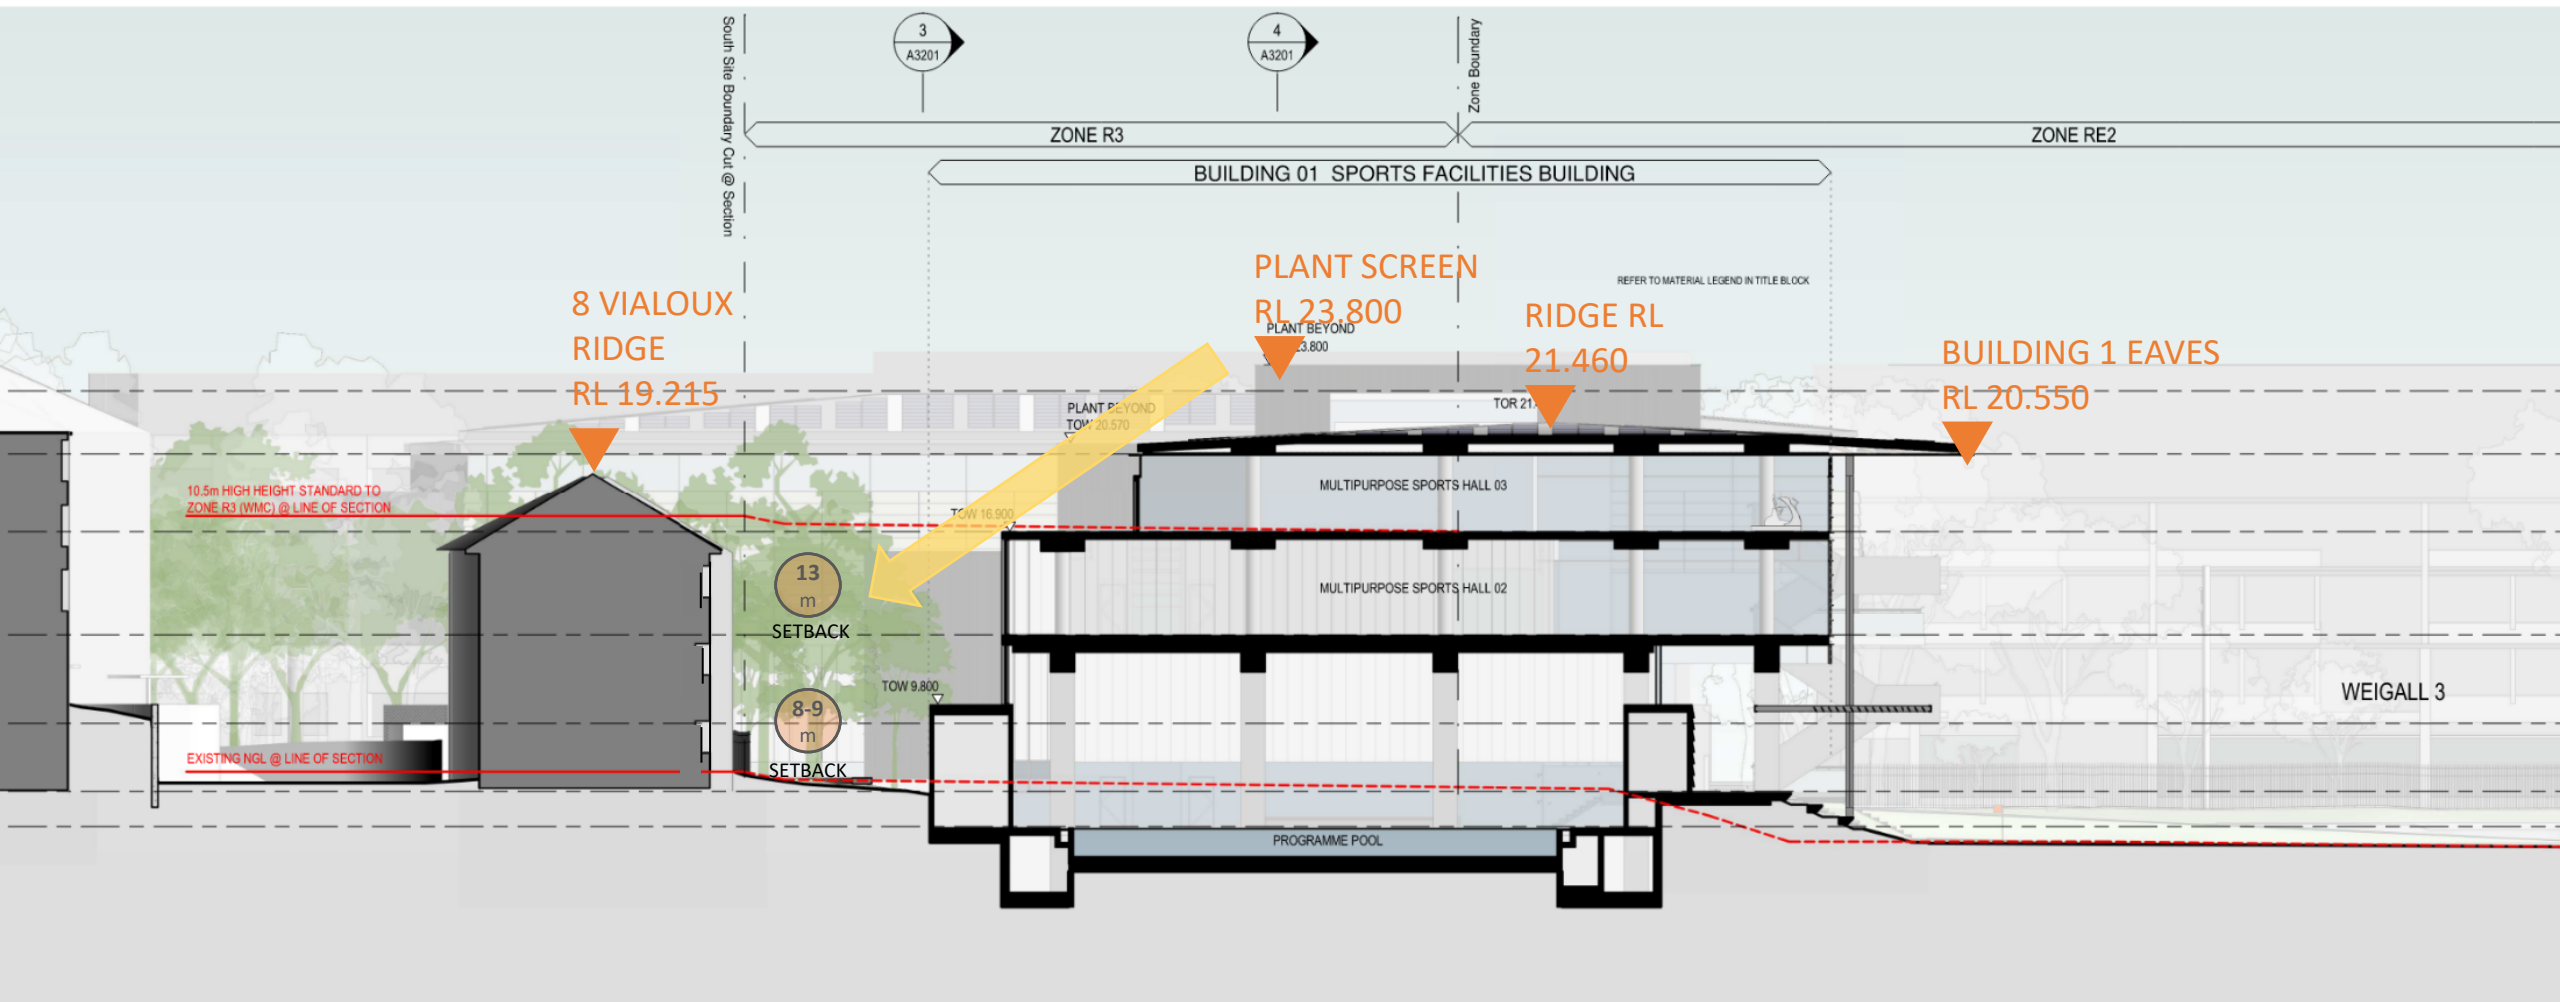 South Site Boundary Cut @ Section
3
A3201
4
A3201
Zone Boundary
ZONE R3
ZONE RE2
BUILDING 01 SPORTS FACILITIES BUILDING
PLANT SCREEN
RL 23.800
PLANT BEYOND
23.800
REFER TO MATERIAL LEGEND IN TITLE BLOCK
8 VIALOUX
RIDGE
RL 19.215
RIDGE RL
21.460
BUILDING 1 EAVES
RL 20.550
PLANT BEYOND
TOW 20.570
TOR 21.
10.5m HIGH HEIGHT STANDARD TO
ZONE R3 (WMC) @ LINE OF SECTION
TOW 16.900
MULTIPURPOSE SPORTS HALL 03
13
m
SETBACK
MULTIPURPOSE SPORTS HALL 02
TOW 9.800
WEIGALL 3
8-9
m
SETBACK
EXISTING NGL @ LINE OF SECTION
PROGRAMME POOL